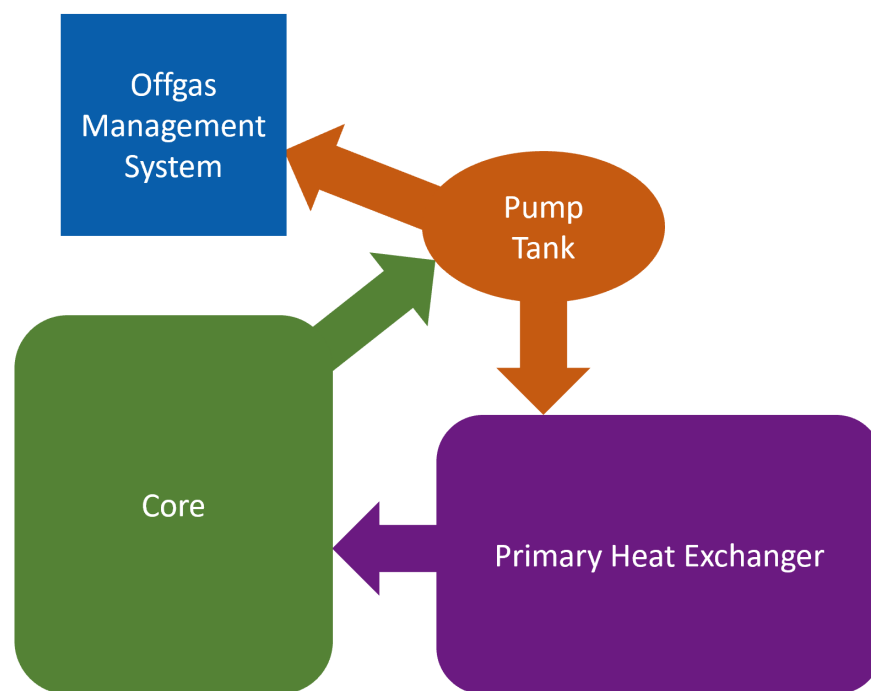 Offgas
Management
System
Pump
Tank
Core
Primary Heat Exchanger